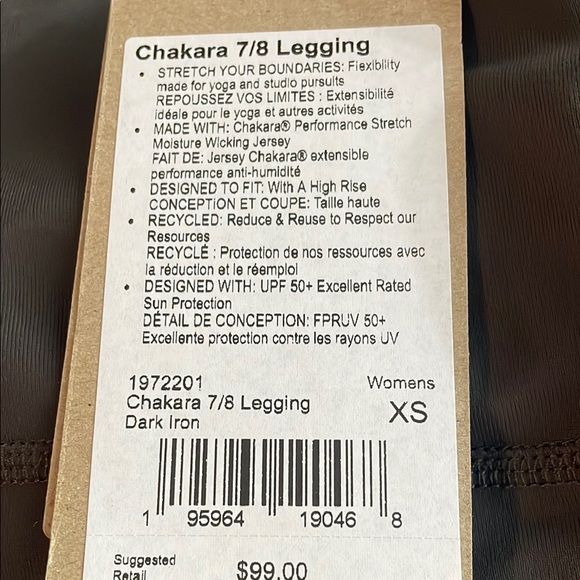 Chakara 7/8 Legging
• STRETCH YOUR BOUNDARIES: Flexibility
made for yoga and studio pursuits
REPOUSSEZ VOS LIMITES : Extensibilité
idéale pour le yoga et autres activités
• MADE WITH: Chakara® Performance Stretch
Moisture Wicking Jersey
FAIT DE: Jersey Chakara® extensible
performance anti-humidité
• DESIGNED TO FIT: With A High Rise
CONCEPTION ET COUPE: Taille haute
• RECYCLED: Reduce & Reuse to Respect our
Resources
RECYCLÉ : Protection de nos ressources avec
la réduction et le réemploi
• DESIGNED WITH: UPF 50+ Excellent Rated
Sun Protection
DÉTAIL DE CONCEPTION: FPRUV 50+
Excellente protection contre les rayons UV
1972201 Womens
Chakara 7/8 Legging XS
Dark Iron
1 95964 19046 8
Suggested
Retail $99.00